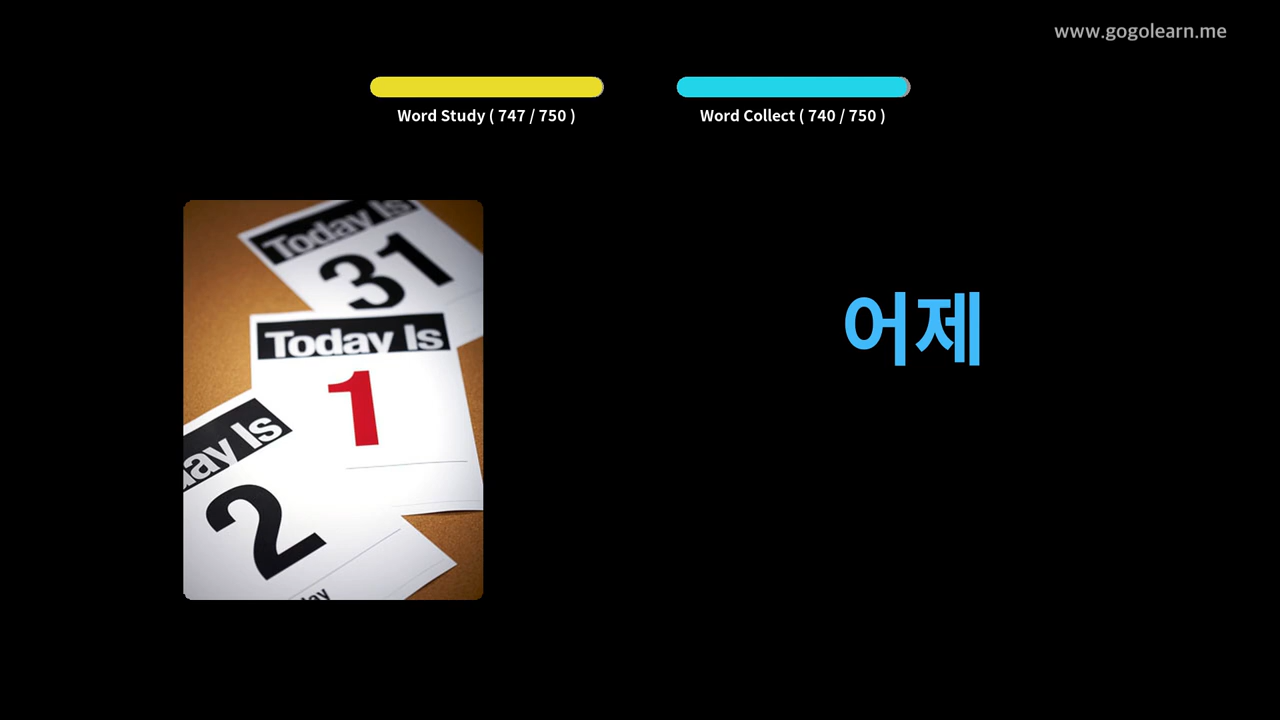 www.gogolearn.me
Word Study ( 747 / 750 )
Word Collect ( 740 / 750 )
Today Is
31
Today Is
1
ay Is
2
어제